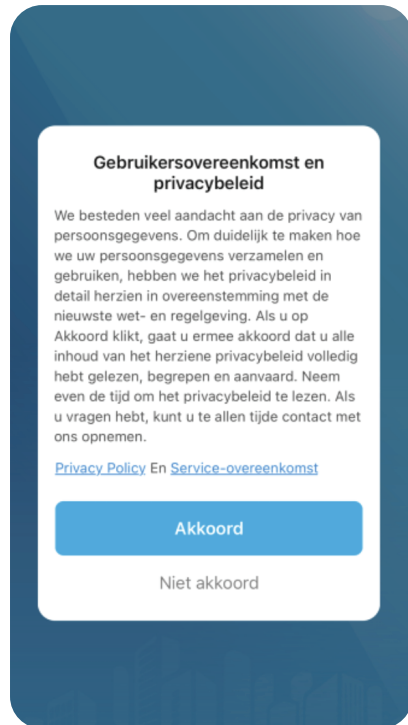 Gebruikersovereenkomst en
privacybeleid
We besteden veel aandacht aan de privacy van
persoonsgegevens. Om duidelijk te maken hoe
we uw persoonsgegevens verzamelen en
gebruiken, hebben we het privacybeleid in
detail herzien in overeenstemming met de
nieuwste wet- en regelgeving. Als u op
Akkoord klikt, gaat u ermee akkoord dat u alle
inhoud van het herziene privacybeleid volledig
hebt gelezen, begrepen en aanvaard. Neem
even de tijd om het privacybeleid te lezen. Als
u vragen hebt, kunt u te allen tijde contact met
ons opnemen.
Privacy Policy En Service-overeenkomst
Akkoord
Niet akkoord